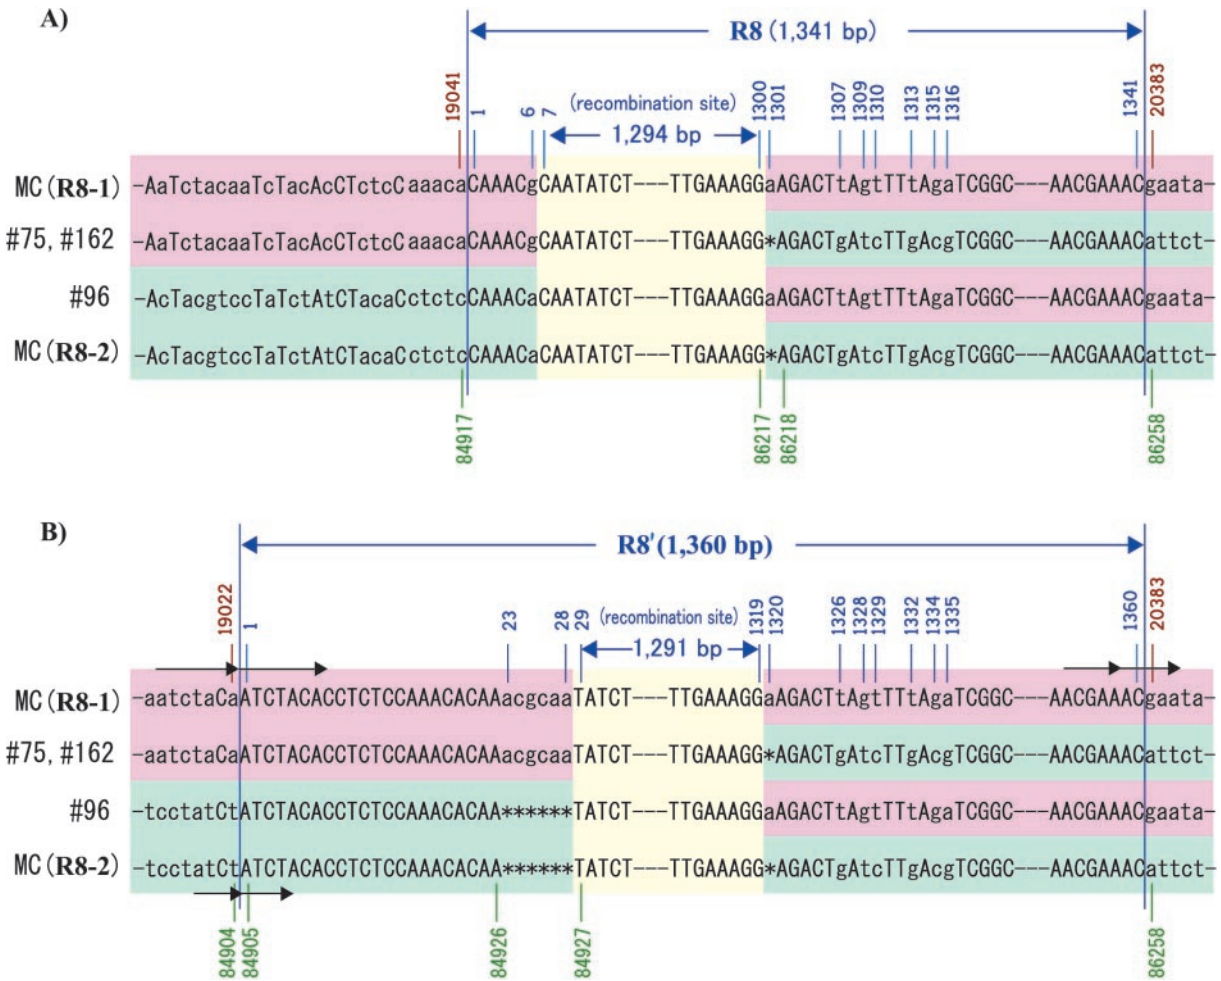 A)
R8 (1,341 bp)
19041 1 6 7 (recombination site) 1300 1301 1307 1309 1310 1313 1315 1316 1341 20383
1,294 bp
MC (R8-1) -AaTctacaaTcTacAcCTctcCaaacaCAAACgCAATATCT---TTGAAAGGaAGACTtAgtTTtAgaTCGGC---AACGAAACgaata-
#75, #162 -AaTctacaaTcTacAcCTctcCaaacaCAAACgCAATATCT---TTGAAAGG*AGACTgAtcTTgAcgTCGGC---AACGAAACattct-
#96 -AcTacgtccTaTctAtCTacaCctctcCAAACaCAATATCT---TTGAAAGGaAGACTtAgtTTtAgaTCGGC---AACGAAACgaata-
MC (R8-2) -AcTacgtccTaTctAtCTacaCctctcCAAACaCAATATCT---TTGAAAGG*AGACTgAtcTTgAcgTCGGC---AACGAAACattct-
84917 86217 86218 86258
B)
R8' (1,360 bp)
19022 1 23 28 29 (recombination site) 1319 1320 1326 1328 1329 1332 1334 1335 1360 20383
1,291 bp
MC (R8-1) -aatctaCaATCTACACCTCTCCAAACACAAacgcaaTATCT---TTGAAAGGaAGACTtAgtTTtAgaTCGGC---AACGAAACgaata-
#75, #162 -aatctaCaATCTACACCTCTCCAAACACAAacgcaaTATCT---TTGAAAGG*AGACTgAtcTTgAcgTCGGC---AACGAAACattct-
#96 -tcctatCtATCTACACCTCTCCAAACACAA******TATCT---TTGAAAGGaAGACTtAgtTTtAgaTCGGC---AACGAAACgaata-
MC (R8-2) -tcctatCtATCTACACCTCTCCAAACACAA******TATCT---TTGAAAGG*AGACTgAtcTTgAcgTCGGC---AACGAAACattct-
84904 84905 84926 84927 86258